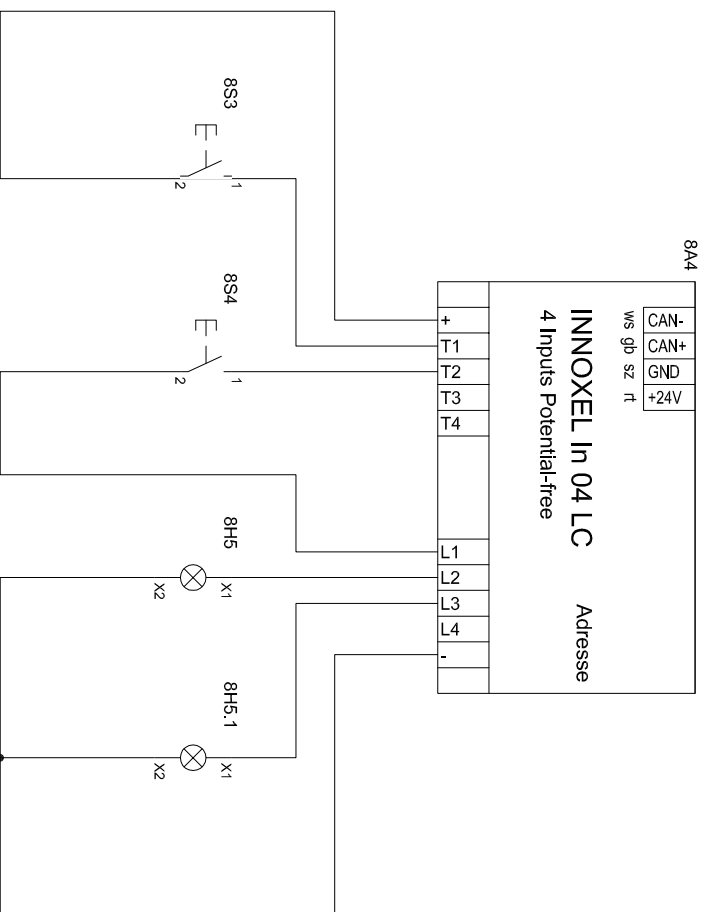 8A4
CAN-
CAN+
GND
+24V
ws gb sz rt
INNOXEL In 04 LC
Adresse
4 Inputs Potential-free
+
T1
T2
T3
T4
L1
L2
L3
L4
-
8S3
1
2
8S4
1
2
8H5
X1
X2
8H5.1
X1
X2